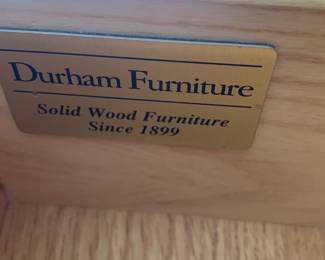 Durham Furniture
Solid Wood Furniture
Since 1899